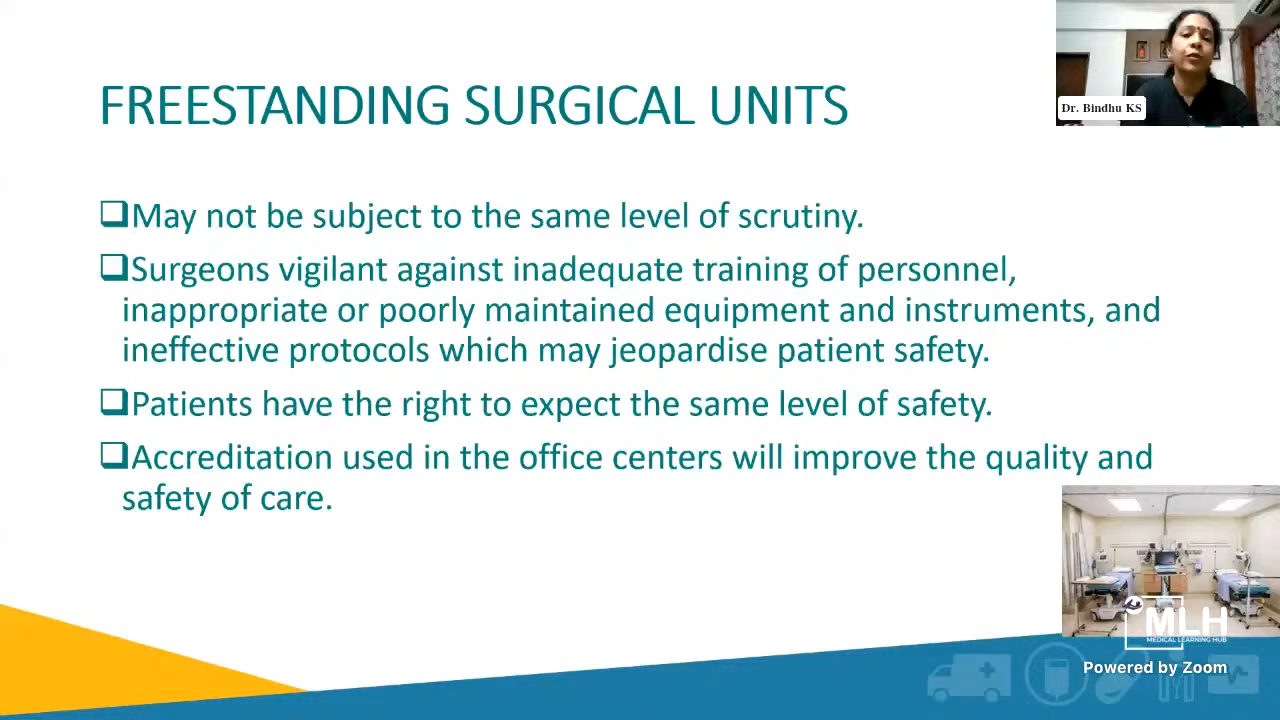 FREESTANDING SURGICAL UNITS
Dr. Bindhu KS
❑May not be subject to the same level of scrutiny.
❑Surgeons vigilant against inadequate training of personnel,
inappropriate or poorly maintained equipment and instruments, and
ineffective protocols which may jeopardise patient safety.
❑Patients have the right to expect the same level of safety.
❑Accreditation used in the office centers will improve the quality and
safety of care.
MLH
MEDICAL LEARNING HUB
Powered by Zoom